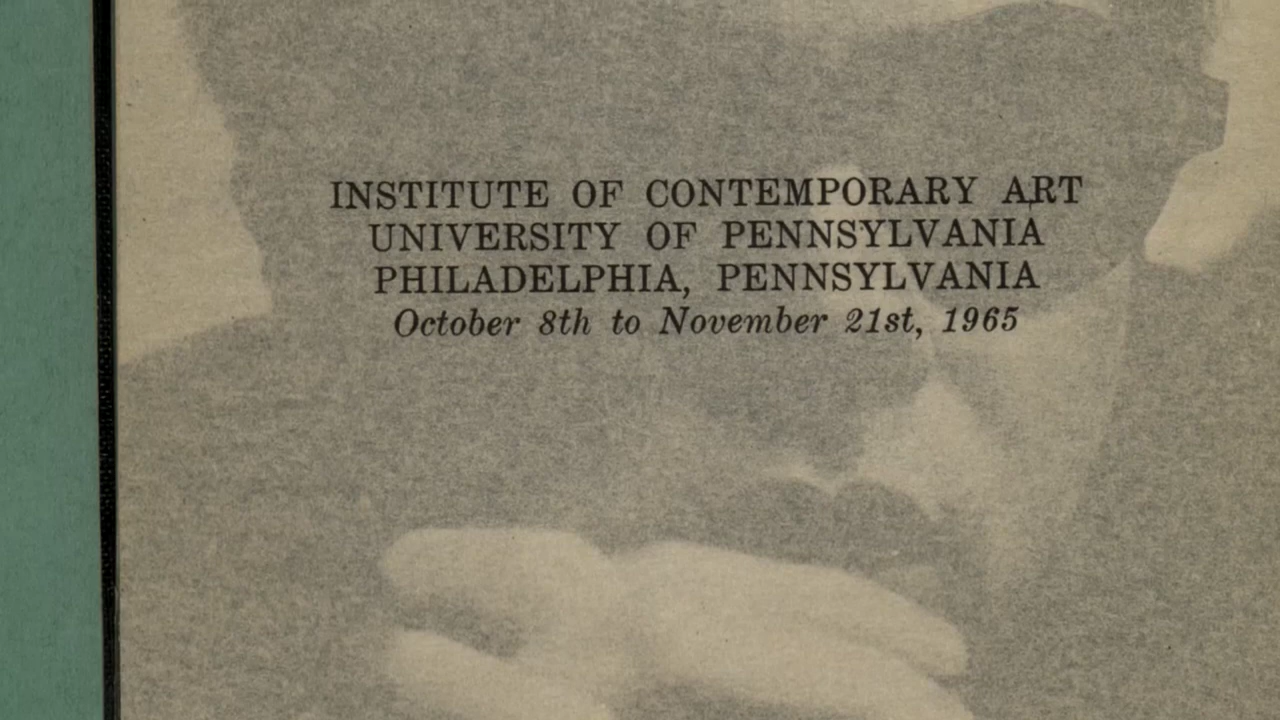 INSTITUTE OF CONTEMPORARY ART
UNIVERSITY OF PENNSYLVANIA
PHILADELPHIA, PENNSYLVANIA
October 8th to November 21st, 1965